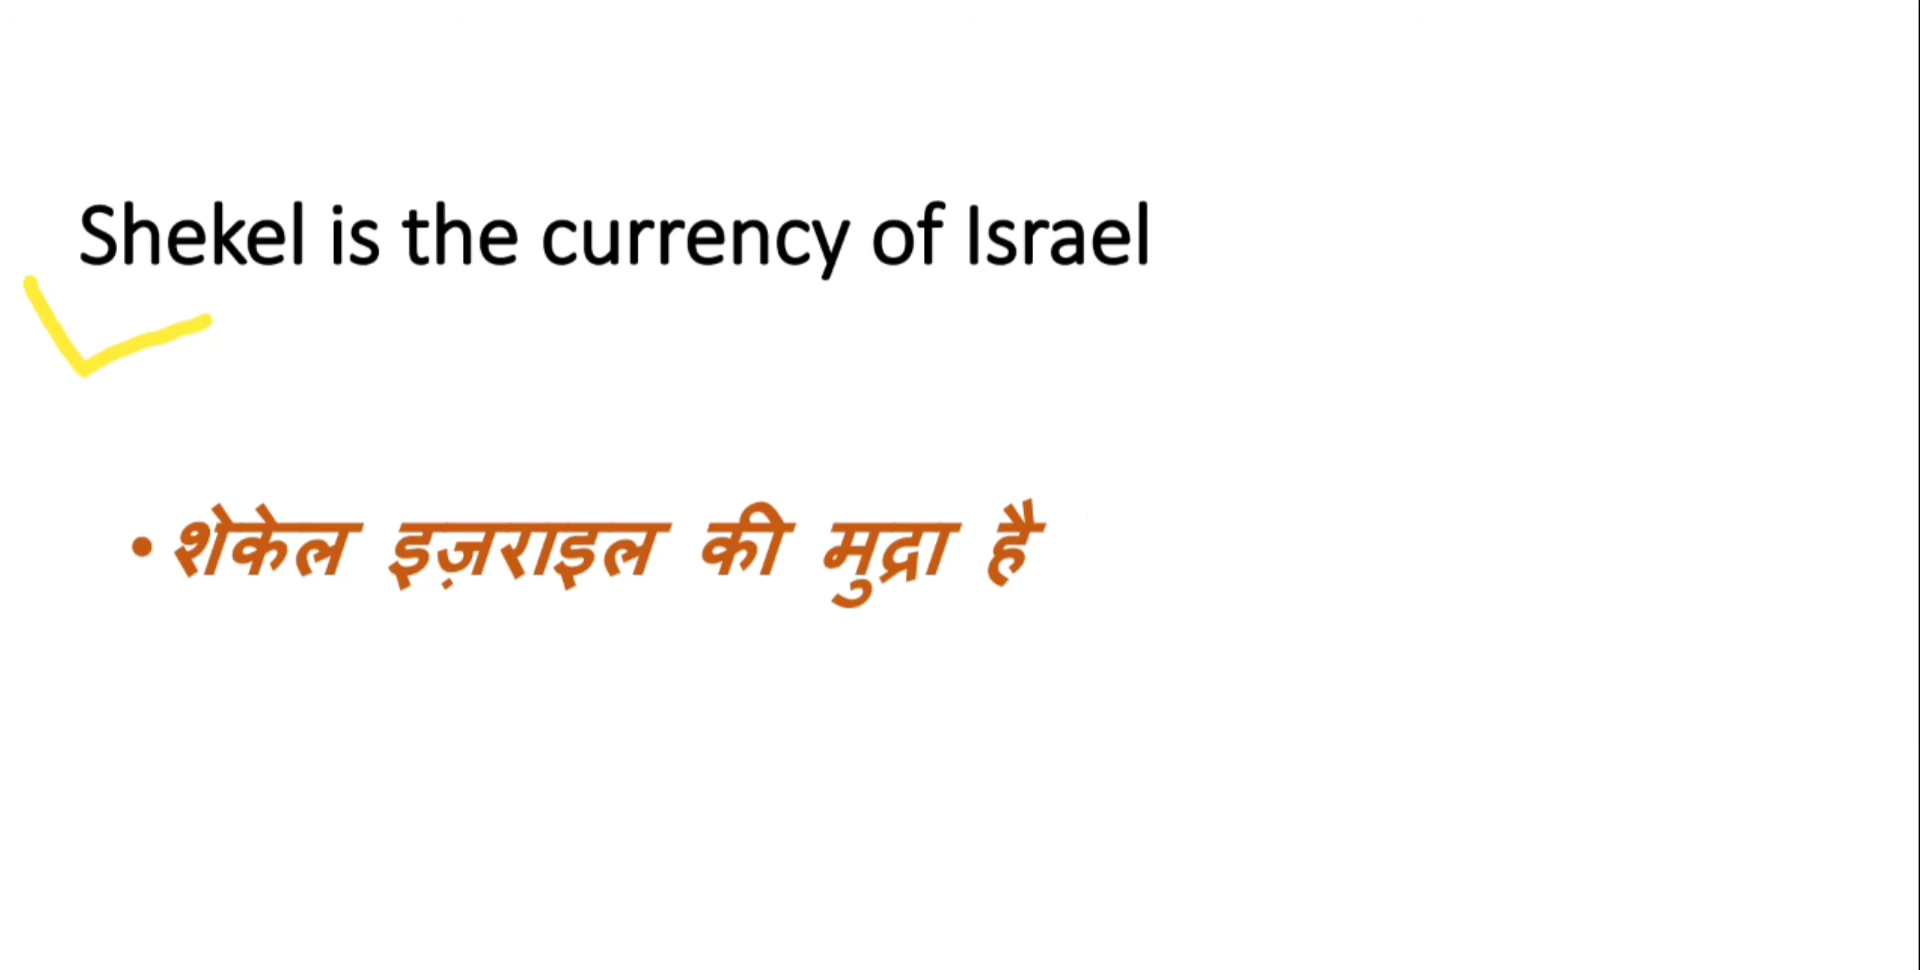 Shekel is the currency of Israel
• शेकेल इज़राइल की मुद्रा है